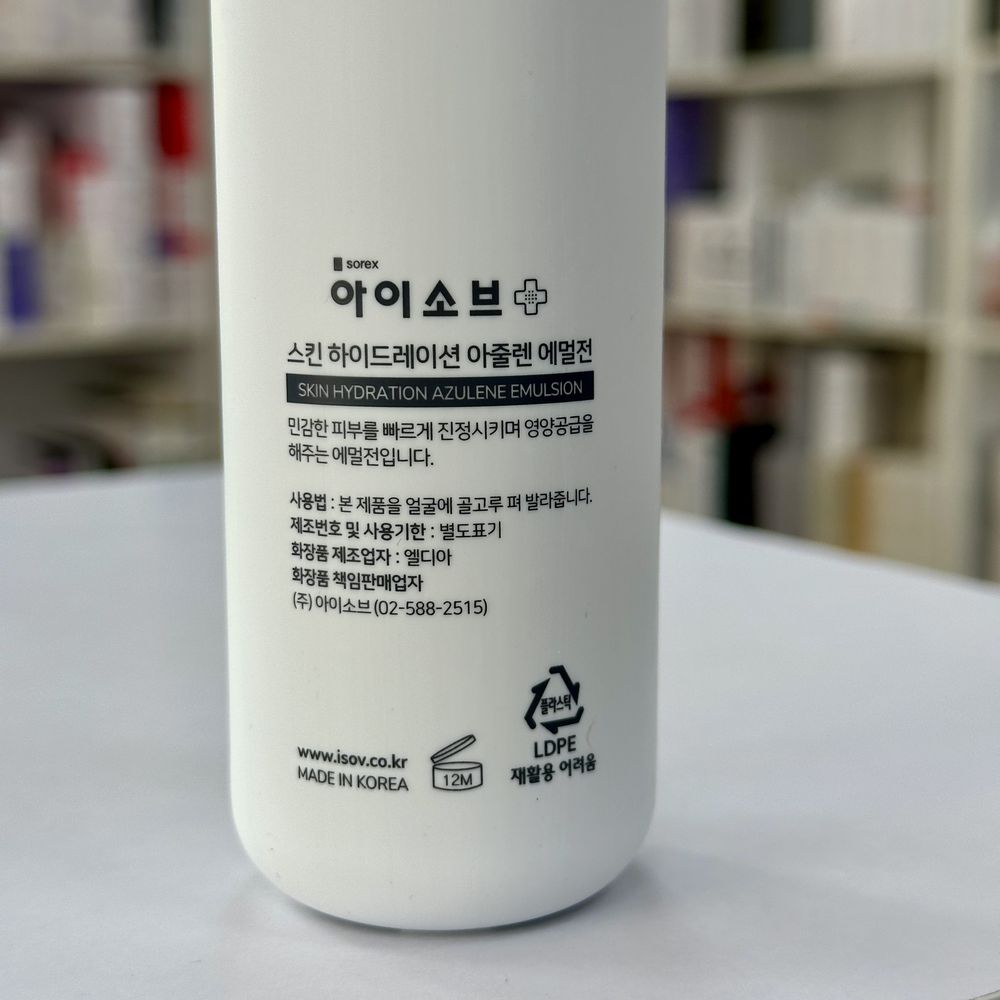 sorex
아이소브
스킨 하이드레이션 아줄렌 에멀전
SKIN HYDRATION AZULENE EMULSION
민감한 피부를 빠르게 진정시키며 영양공급을
해주는 에멀전입니다.
사용법 : 본 제품을 얼굴에 골고루 펴 발라줍니다.
제조번호 및 사용기한 : 별도표기
화장품 제조업자 : 엘디아
화장품 책임판매업자
(주) 아이소브 (02-588-2515)
플라스틱
LDPE
재활용 어려움
www.isov.co.kr
MADE IN KOREA
12M